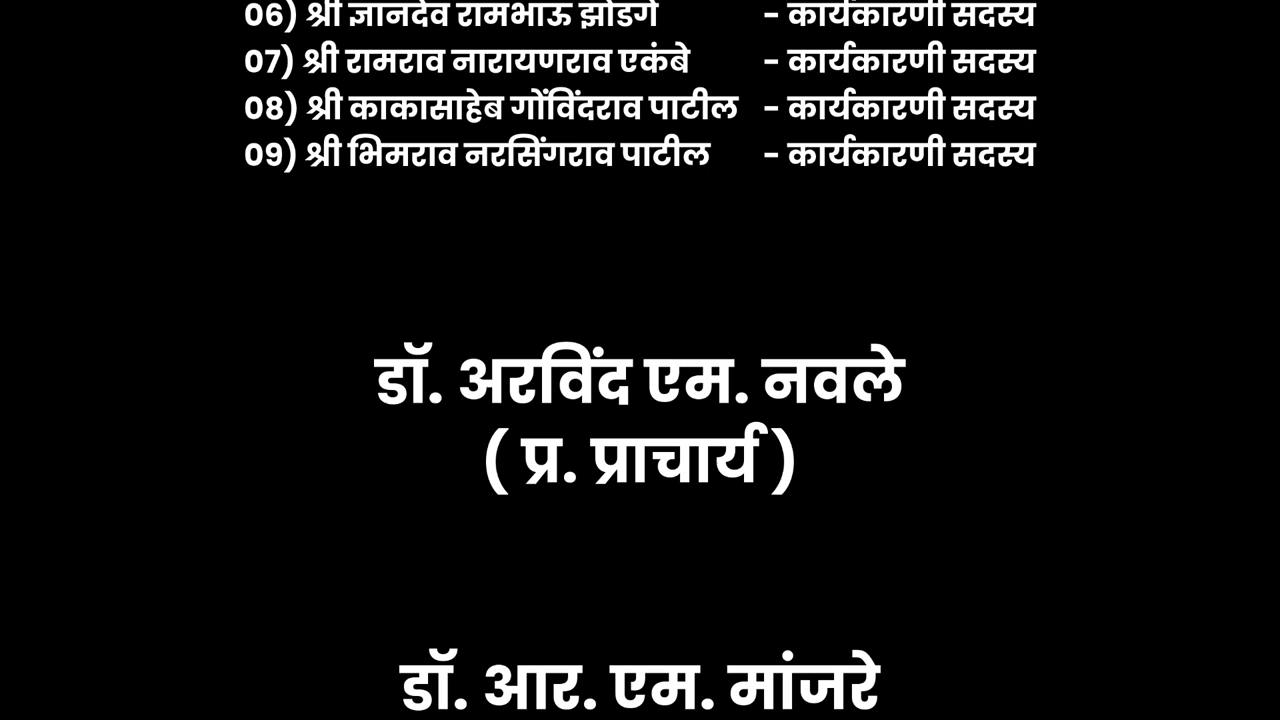 06) श्री ज्ञानदेव रामभाऊ झोडगे - कार्यकारणी सदस्य
07) श्री रामराव नारायणराव एकंबे - कार्यकारणी सदस्य
08) श्री काकासाहेब गोंविंदराव पाटील - कार्यकारणी सदस्य
09) श्री भिमराव नरसिंगराव पाटील - कार्यकारणी सदस्य
डॉ. अरविंद एम. नवले
( प्र. प्राचार्य )
डॉ. आर. एम. मांजरे